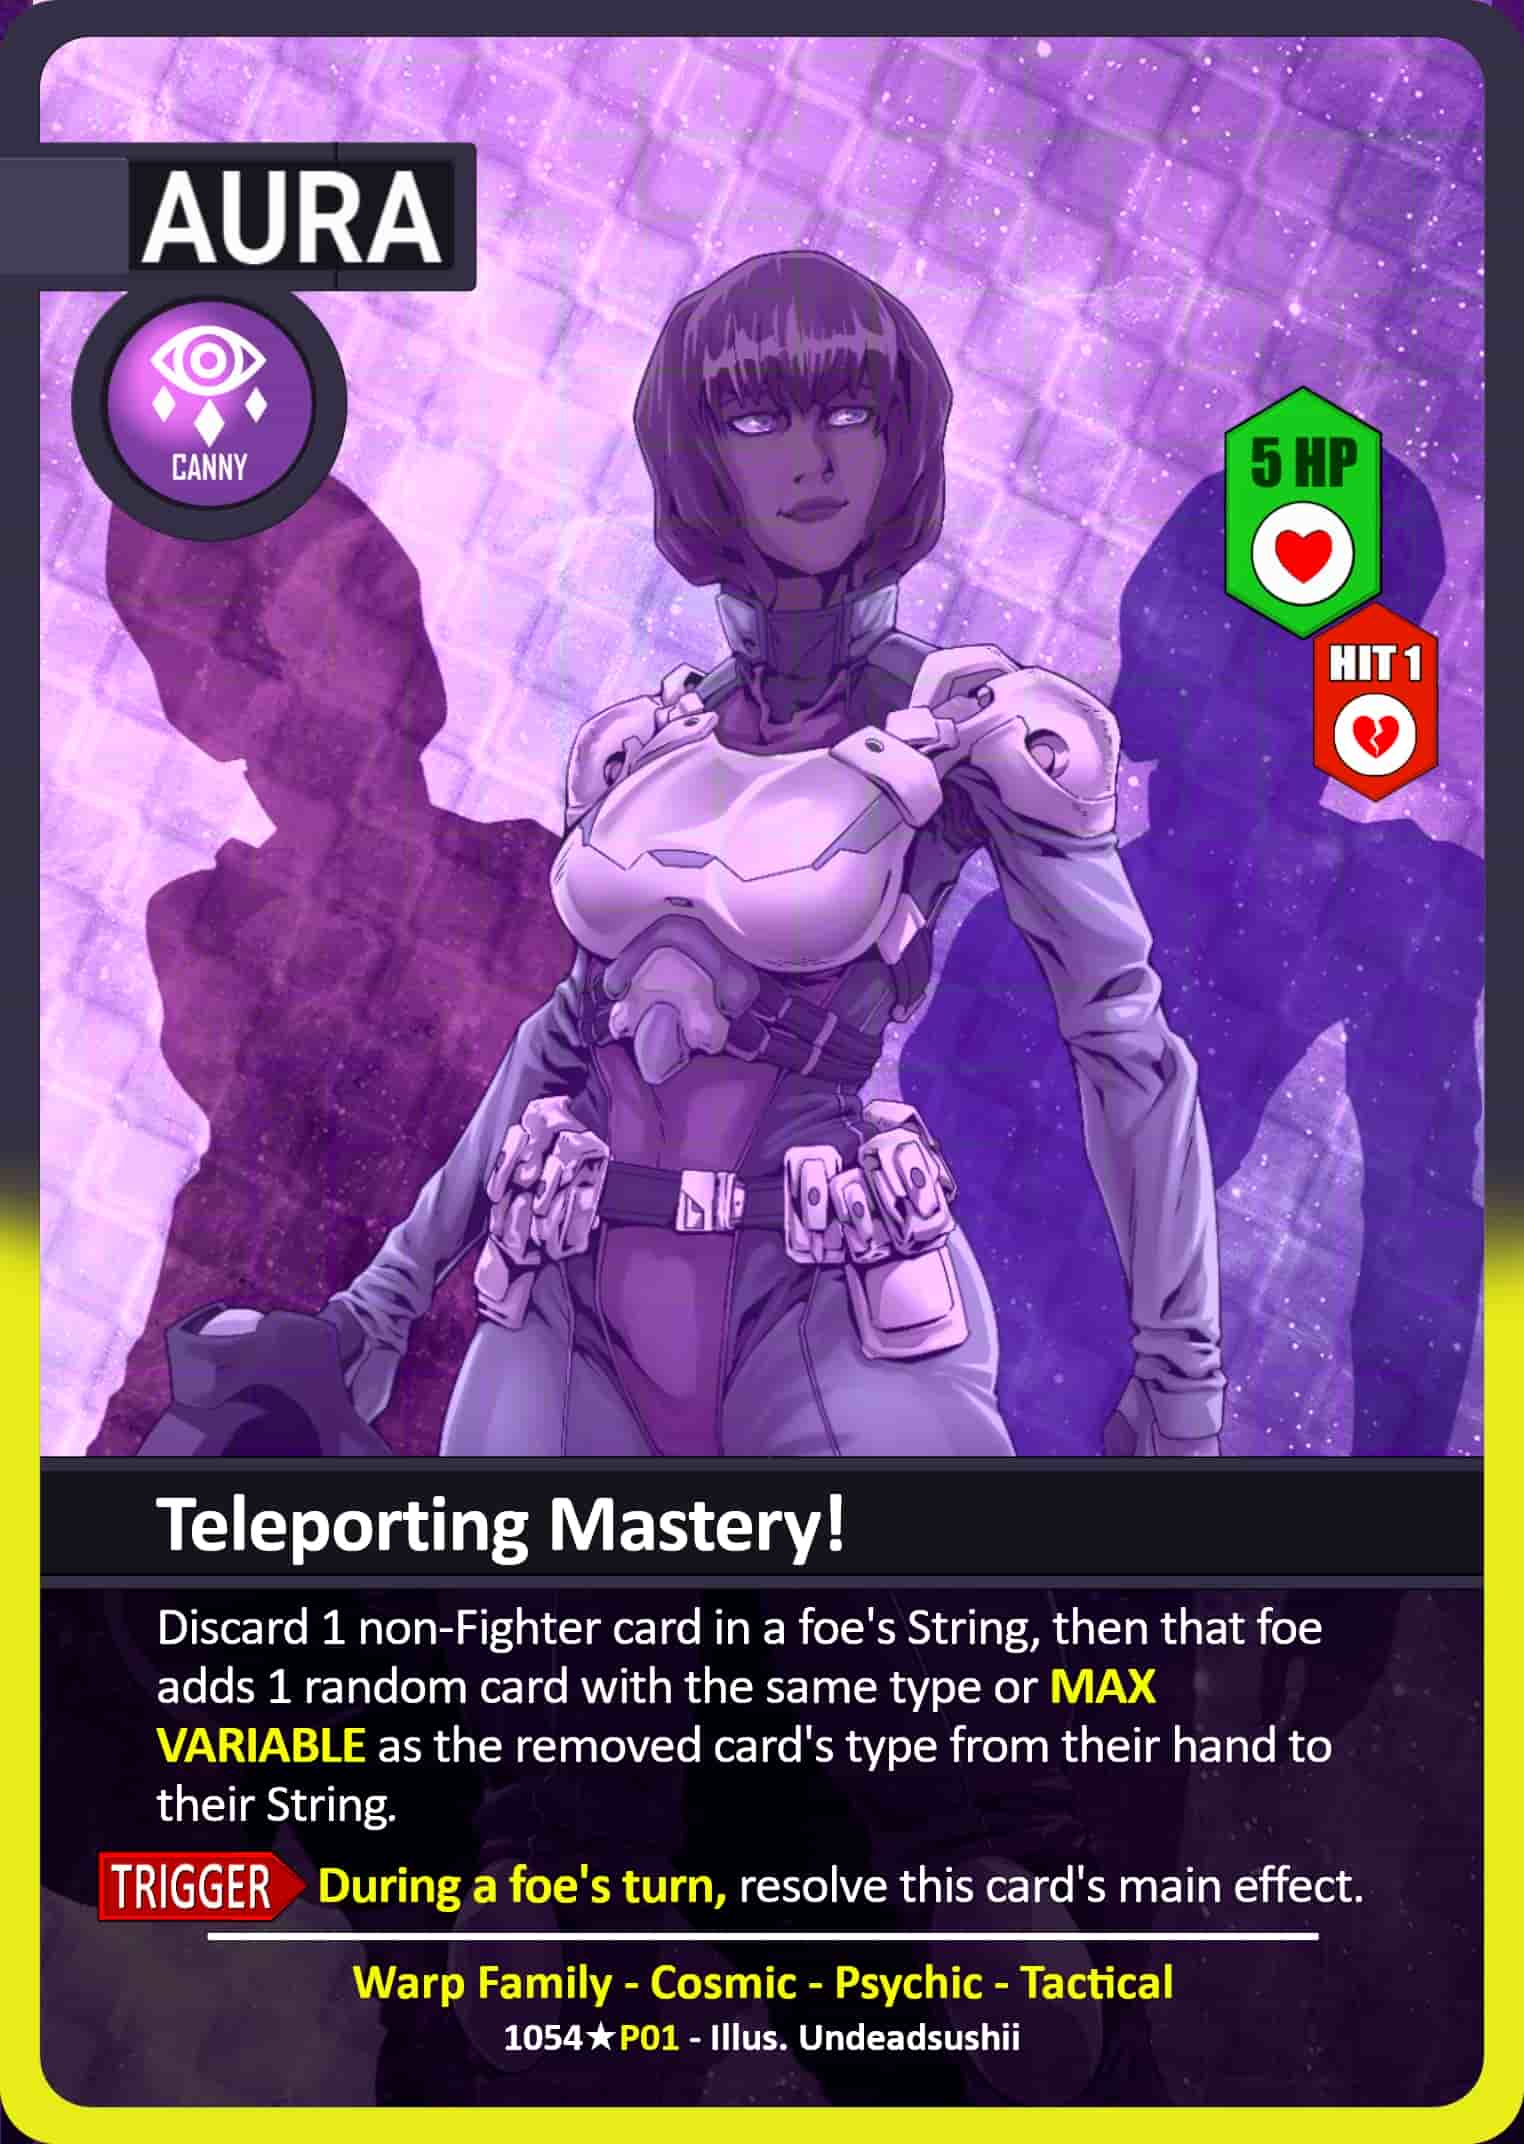 AURA
CANNY
5 HP
HIT 1
Teleporting Mastery!
Discard 1 non-Fighter card in a foe's String, then that foe
adds 1 random card with the same type or MAX
VARIABLE as the removed card's type from their hand to
their String.
TRIGGER During a foe's turn, resolve this card's main effect.
Warp Family - Cosmic - Psychic - Tactical
1054★P01 - Illus. Undeadsushii